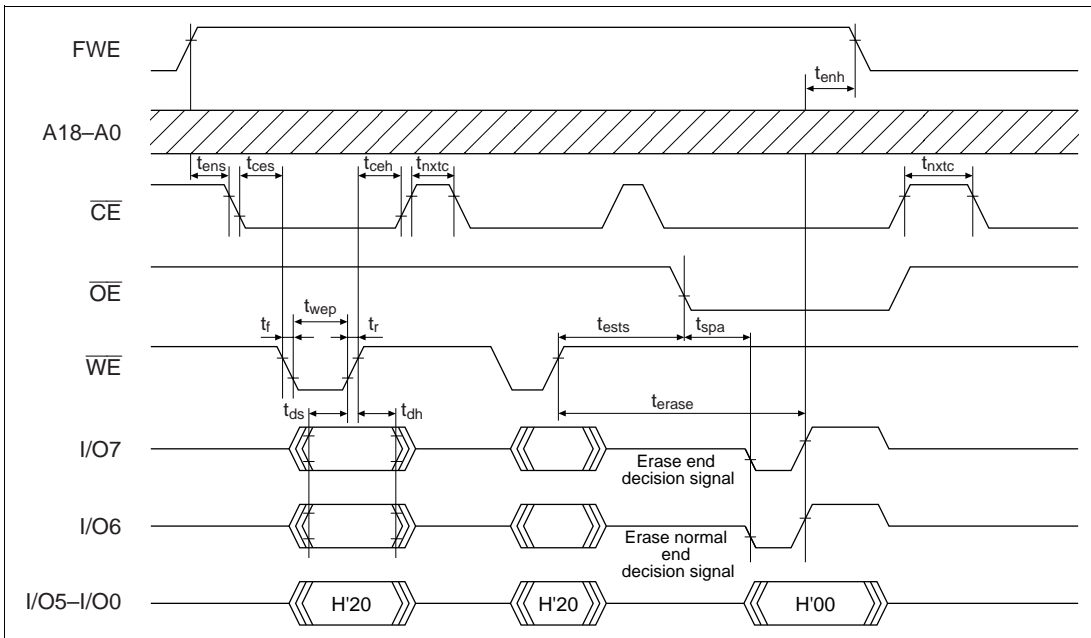 FWE
tenh
A18–A0
tens tces tceh tnxtc tnxtc
CE
OE
twep
tf tr tests tspa
WE
tds tdh terase
I/O7
Erase end
decision signal
I/O6
Erase normal
end
decision signal
I/O5–I/O0 H'20 H'20 H'00